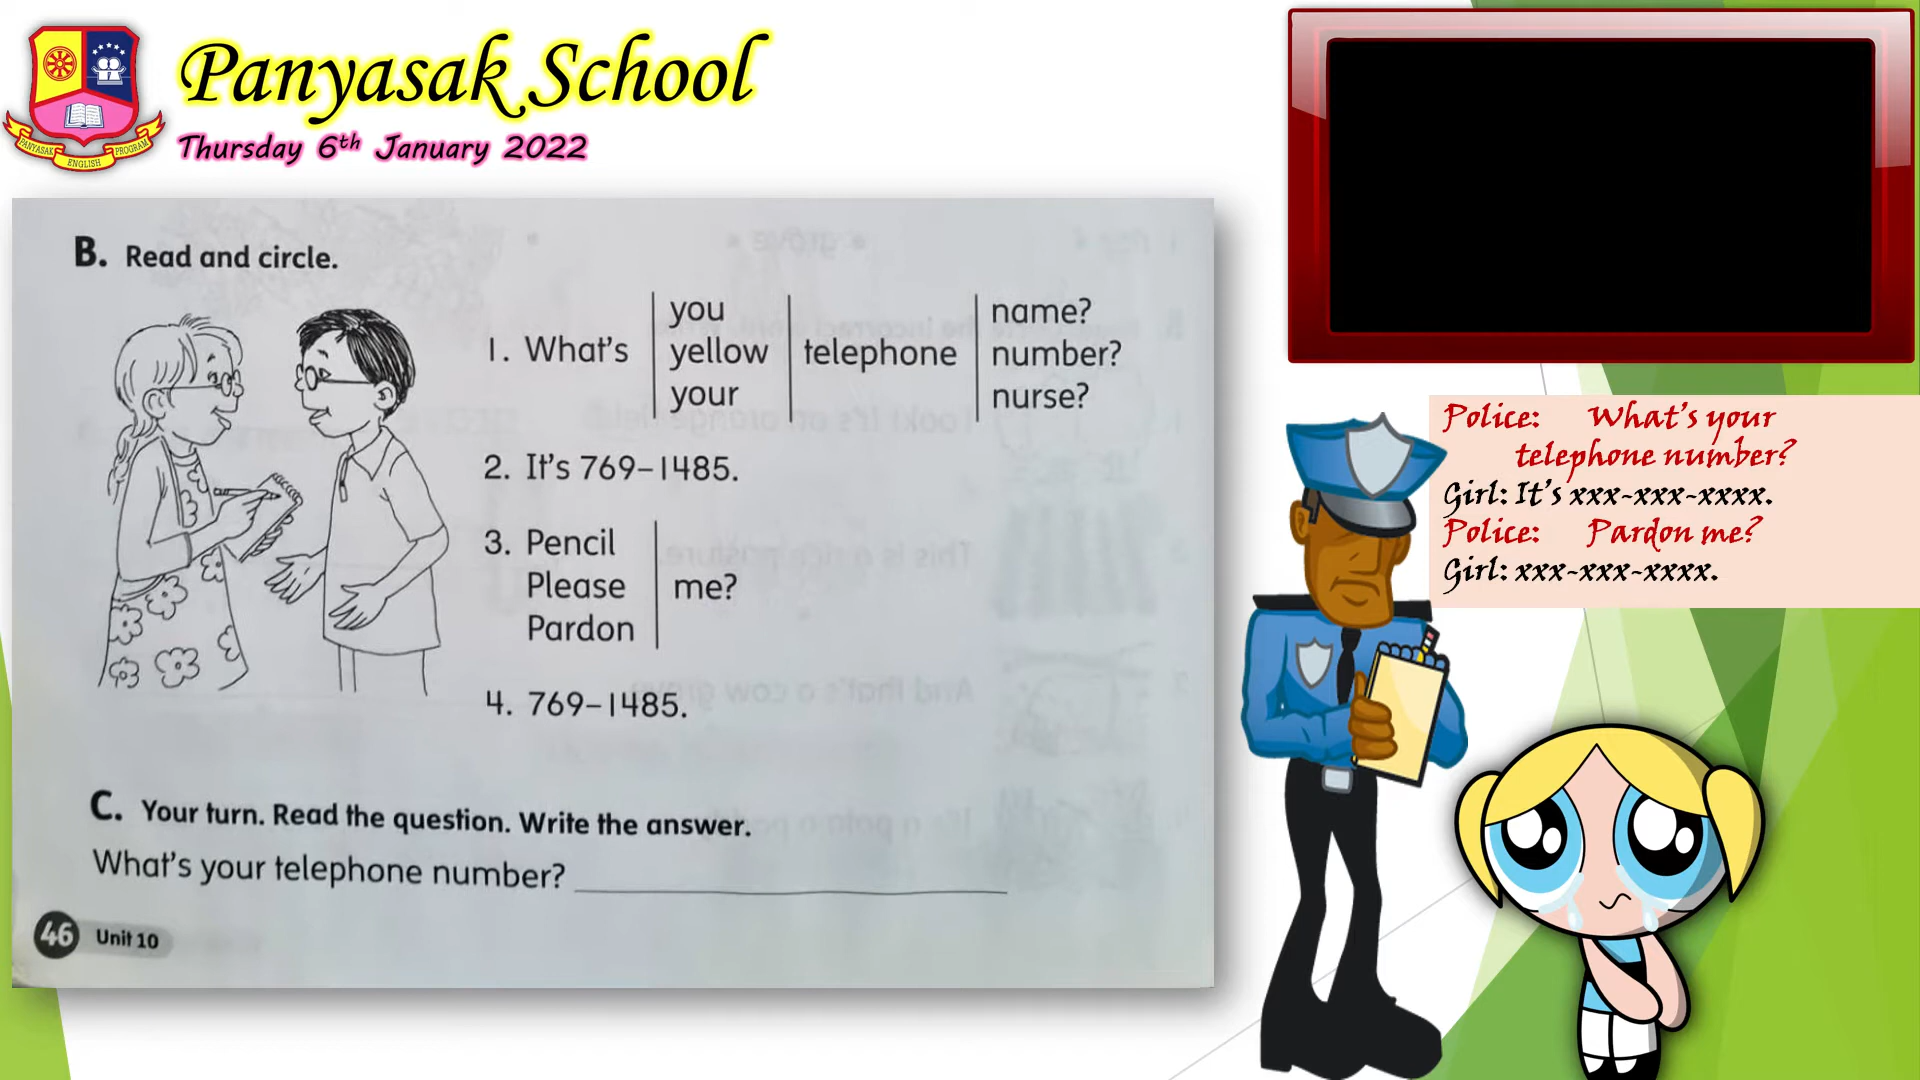 Panyasak School
Thursday 6th January 2022
PANYASAK ENGLISH PROGRAM
B. Read and circle.
you name?
1. What's yellow telephone number?
your nurse?
2. It's 769-1485.
3. Pencil
Please me?
Pardon
4. 769-1485.
C. Your turn. Read the question. Write the answer.
What's your telephone number?
46 Unit 10
Police: What's your
telephone number?
Girl: It's xxx-xxx-xxxx.
Police: Pardon me?
Girl: xxx-xxx-xxxx.